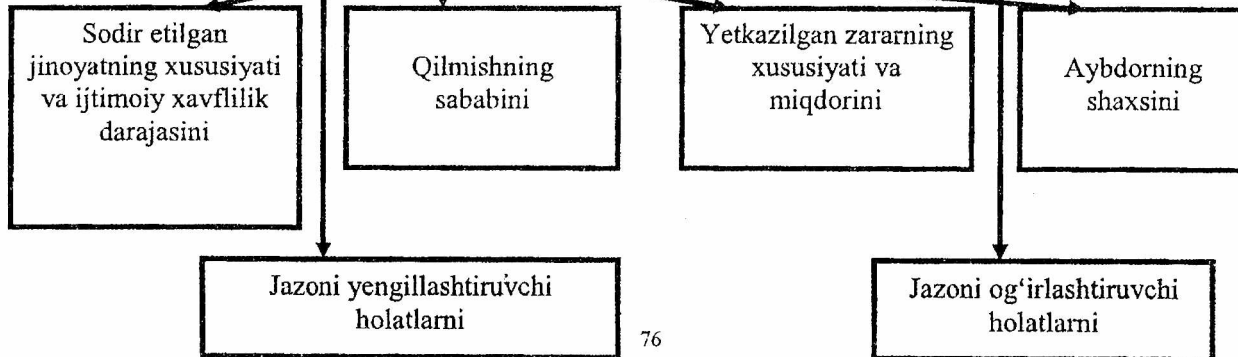 Sodir etilgan
jinoyatning xususiyati
va ijtimoiy xavflilik
darajasini
Qilmishning
sababini
Yetkazilgan zararning
xususiyati va
miqdorini
Aybdorning
shaxsini
Jazoni yengillashtiruvchi
holatlarni
Jazoni og‘irlashtiruvchi
holatlarni
76